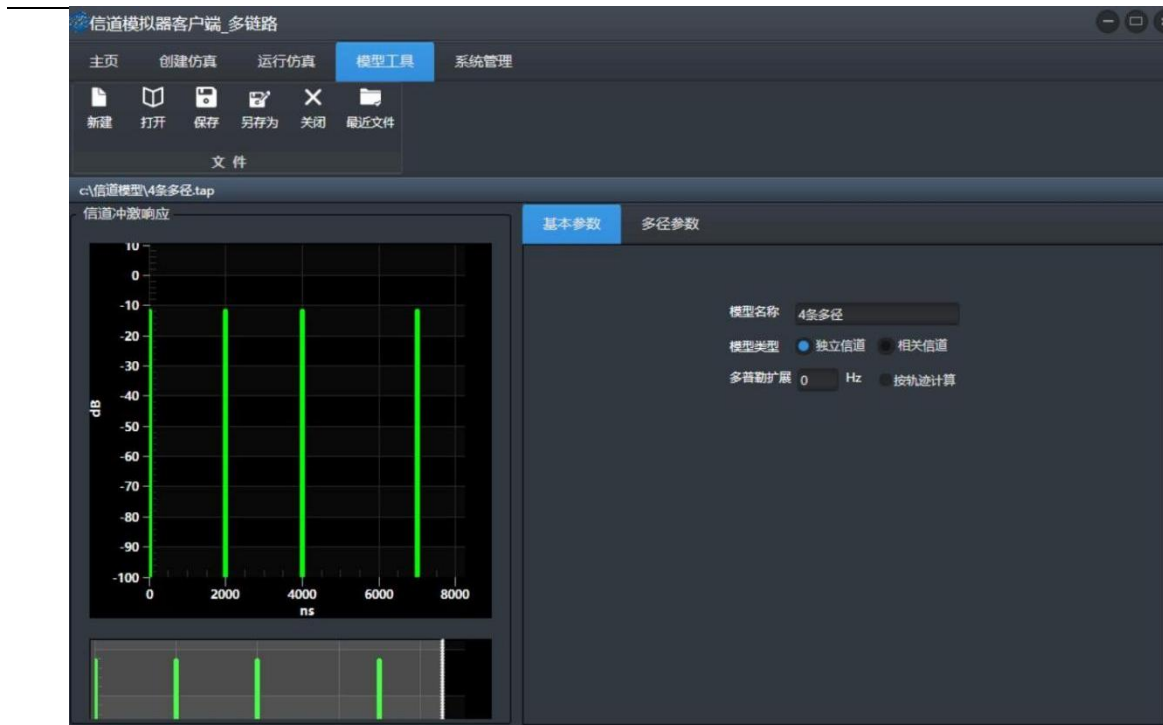 信道模拟器客户端_多链路
主页 创建仿真 运行仿真 模型工具 系统管理
新建 打开 保存 另存为 关闭 最近文件
文件
c:\信道模型\4条多径.tap
信道冲激响应
基本参数 多径参数
10
0
-10
-20
-30
-40
-50
-60
-70
-80
-90
-100
dB
0 2000 4000 6000 8000
ns
模型名称 4条多径
模型类型 独立信道 相关信道
多普勒扩展 0 Hz 按轨迹计算